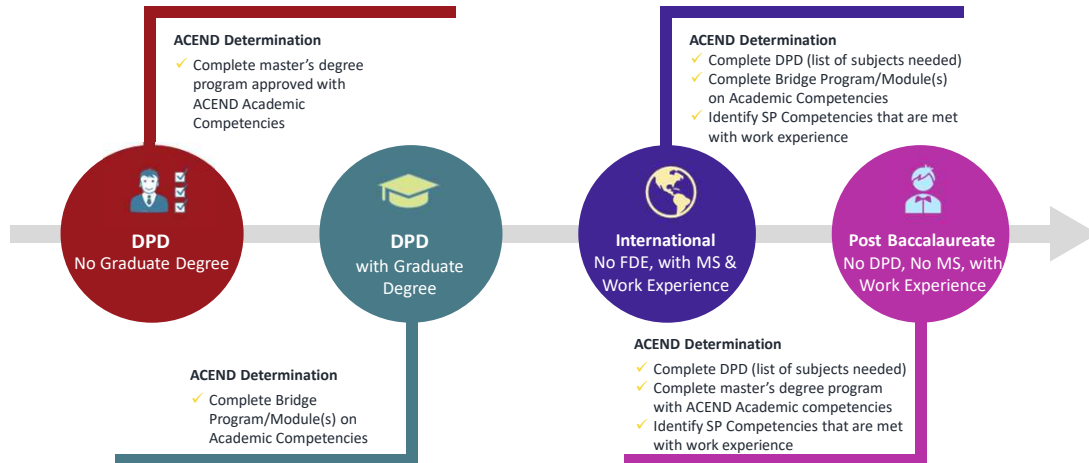 ACEND Determination
✓ Complete master's degree
program approved with
ACEND Academic
Competencies
ACEND Determination
✓ Complete DPD (list of subjects needed)
✓ Complete Bridge Program/Module(s)
on Academic Competencies
✓ Identify SP Competencies that are met
with work experience
DPD
No Graduate Degree
DPD
with Graduate
Degree
International
No FDE, with MS &
Work Experience
Post Baccalaureate
No DPD, No MS, with
Work Experience
ACEND Determination
✓ Complete Bridge
Program/Module(s) on
Academic Competencies
ACEND Determination
✓ Complete DPD (list of subjects needed)
✓ Complete master's degree program
with ACEND Academic competencies
✓ Identify SP Competencies that are met
with work experience